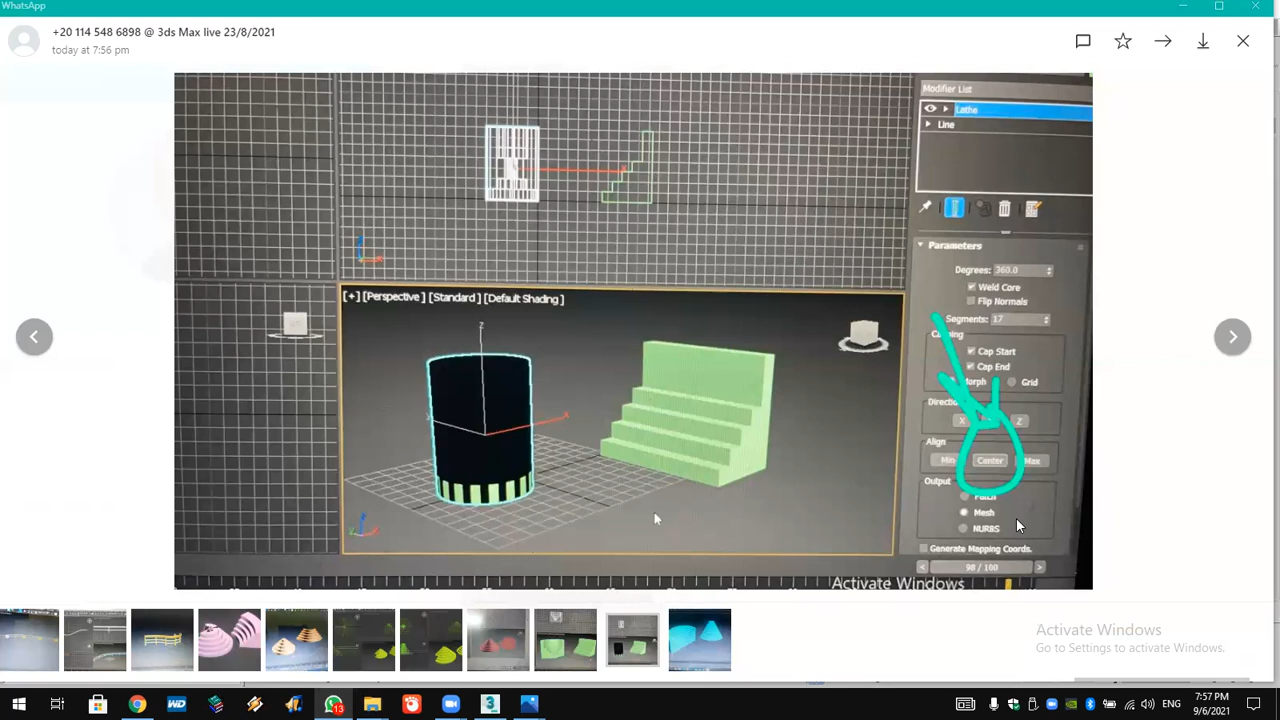 WhatsApp
+20 114 548 6898 @ 3ds Max live 23/8/2021
today at 7:56 pm
Modifier List
Lathe
Line
Parameters
Degrees: 360.0
Weld Core
Flip Normals
Segments: 17
[+] [Perspective] [Standard] [Default Shading]
Z
X
Cap Start
Cap End
Grid
X
Z
Align
Center
Max
Output
Mesh
NURBS
Generate Mapping Coords.
98 / 100
Activate Windows
Activate Windows
Go to Settings to activate Windows.
WD
13
3
ENG
7:57 PM
9/6/2021